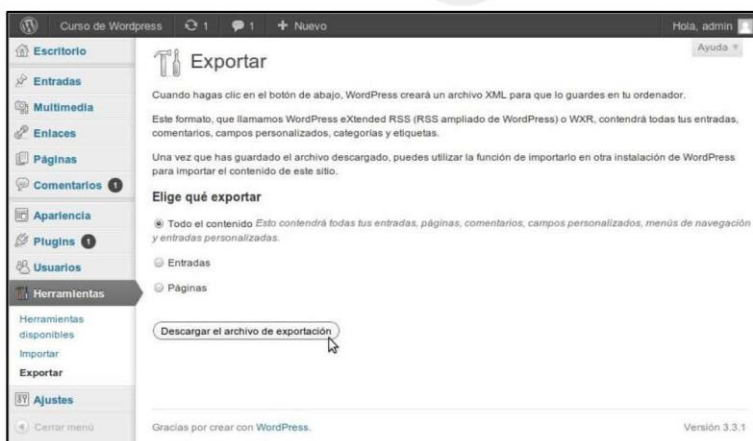 Curso de Wordpress 1 1 + Nuevo Hola, admin
Escritorio
Entradas
Multimedia
Enlaces
Páginas
Comentarios 1
Apariencia
Plugins 1
Usuarios
Herramientas
Herramientas
disponibles
Importar
Exportar
Ajustes
Cerrar menú
Ayuda
Exportar
Cuando hagas clic en el botón de abajo, WordPress creará un archivo XML para que lo guardes en tu ordenador.
Este formato, que llamamos WordPress eXtended RSS (RSS ampliado de WordPress) o WXR, contendrá todas tus entradas,
comentarios, campos personalizados, categorías y etiquetas.
Una vez que has guardado el archivo descargado, puedes utilizar la función de importarlo en otra instalación de WordPress
para importar el contenido de este sitio.
Elige qué exportar
Todo el contenido Esto contendrá todas tus entradas, páginas, comentarios, campos personalizados, menús de navegación
y entradas personalizadas.
Entradas
Páginas
Descargar el archivo de exportación
Gracias por crear con WordPress. Versión 3.3.1